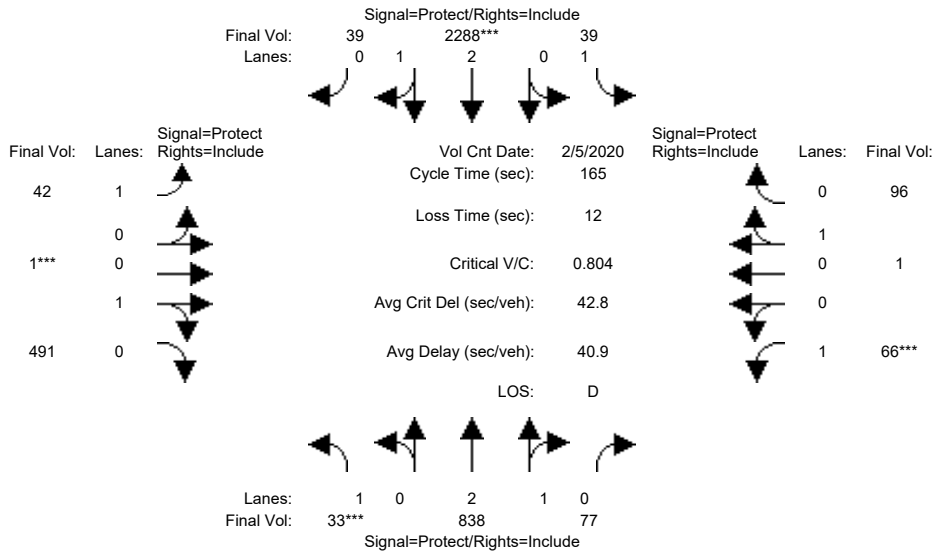 Signal=Protect/Rights=Include
Final Vol: 39 2288*** 39
Lanes: 0 1 2 0 1
Signal=Protect
Final Vol: Lanes: Rights=Include
Vol Cnt Date: 2/5/2020
Signal=Protect
Rights=Include Lanes: Final Vol:
Cycle Time (sec): 165
42 1
0 96
Loss Time (sec): 12
0
1
1*** 0
Critical V/C: 0.804
0 1
1
Avg Crit Del (sec/veh): 42.8
0
491 0
Avg Delay (sec/veh): 40.9
1 66***
LOS: D
Lanes: 1 0 2 1 0
Final Vol: 33*** 838 77
Signal=Protect/Rights=Include